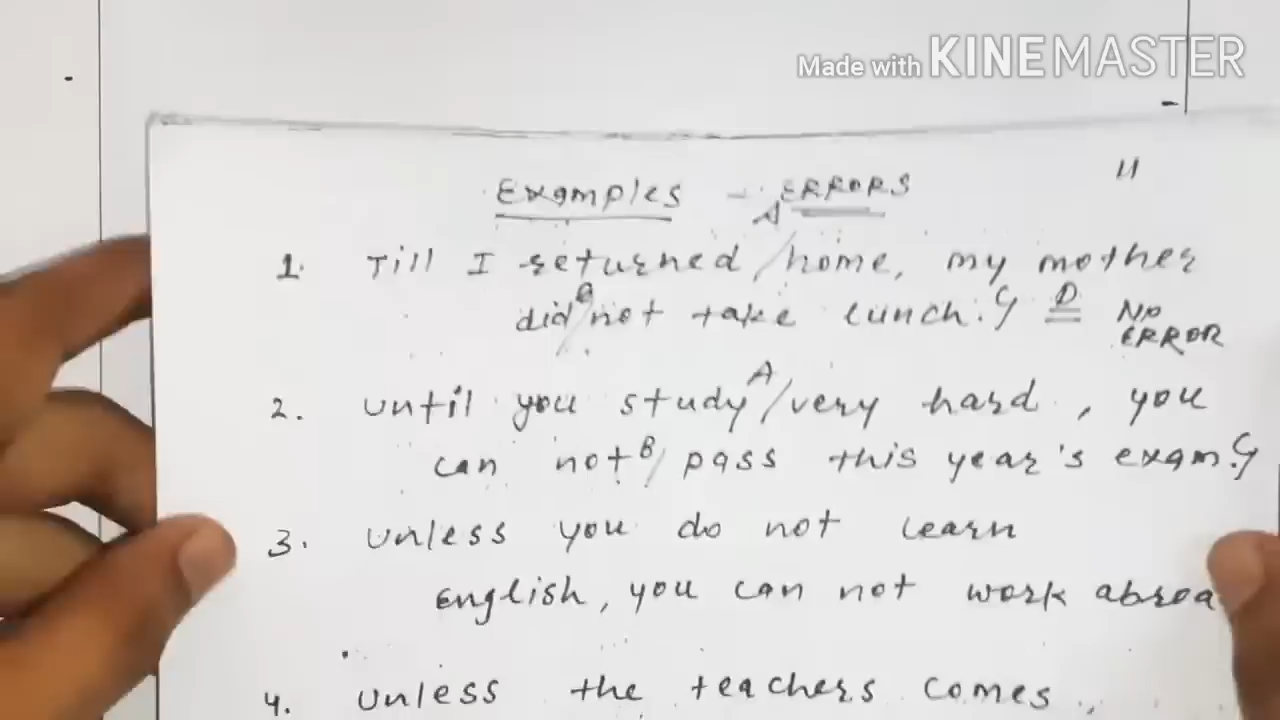 Made with KINEMASTER
11
Examples - ERRORS
A
1. Till I returned / home, my mother
B
did / not take lunch. C/ D NO
ERROR
A
2. Until you study / very hard, you
can not B/ pass this year's exam. C/
3. Unless you do not learn
English, you can not work abroa
4. Unless the teachers comes,